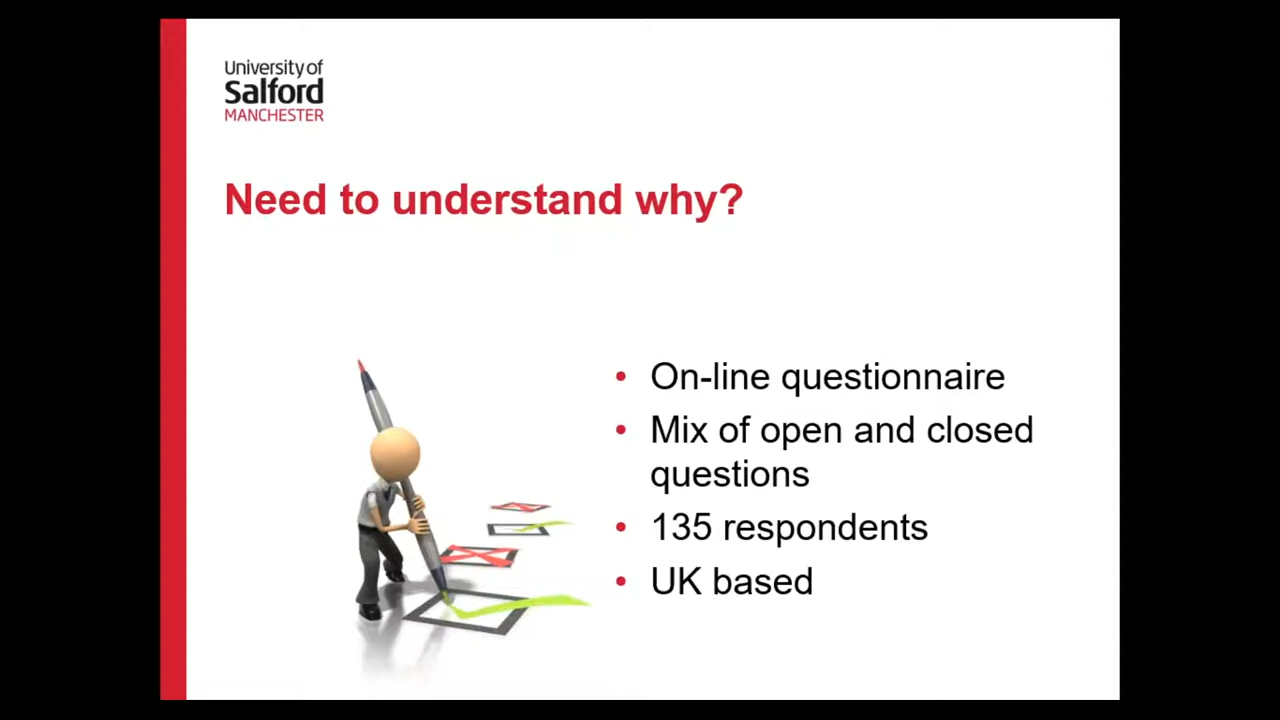 University of
Salford
MANCHESTER
Need to understand why?
• On-line questionnaire
• Mix of open and closed
questions
• 135 respondents
• UK based